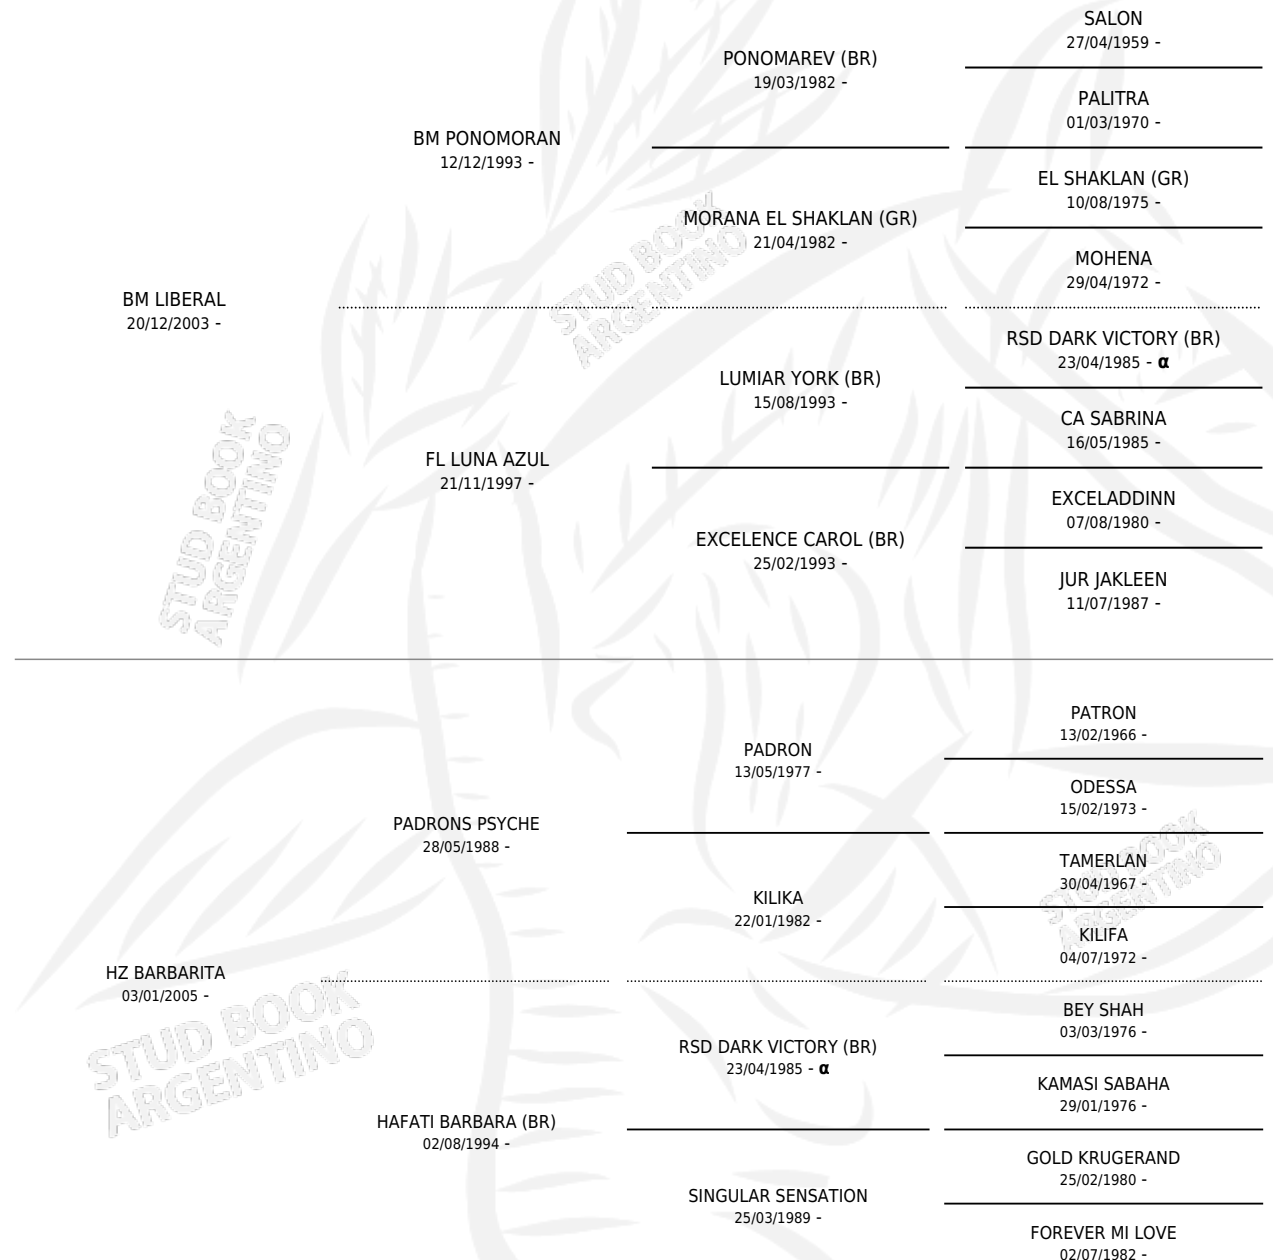 SALON
27/04/1959 -
PONOMAREV (BR)
19/03/1982 -
PALITRA
01/03/1970 -
BM PONOMORAN
12/12/1993 -
EL SHAKLAN (GR)
10/08/1975 -
MORANA EL SHAKLAN (GR)
21/04/1982 -
MOHENA
29/04/1972 -
BM LIBERAL
20/12/2003 -
RSD DARK VICTORY (BR)
23/04/1985 - α
LUMIAR YORK (BR)
15/08/1993 -
CA SABRINA
16/05/1985 -
FL LUNA AZUL
21/11/1997 -
EXCELADDINN
07/08/1980 -
EXCELENCE CAROL (BR)
25/02/1993 -
JUR JAKLEEN
11/07/1987 -
PATRON
13/02/1966 -
PADRON
13/05/1977 -
ODESSA
15/02/1973 -
PADRONS PSYCHE
28/05/1988 -
TAMERLAN
30/04/1967 -
KILIKA
22/01/1982 -
KILIFA
04/07/1972 -
HZ BARBARITA
03/01/2005 -
BEY SHAH
03/03/1976 -
RSD DARK VICTORY (BR)
23/04/1985 - α
KAMASI SABAHA
29/01/1976 -
HAFATI BARBARA (BR)
02/08/1994 -
GOLD KRUGERAND
25/02/1980 -
SINGULAR SENSATION
25/03/1989 -
FOREVER MI LOVE
02/07/1982 -
STUD BOOK
ARGENTINO
STUD BOOK
ARGENTINO
STUD BOOK
ARGENTINO
STUD BOOK
ARGENTINO